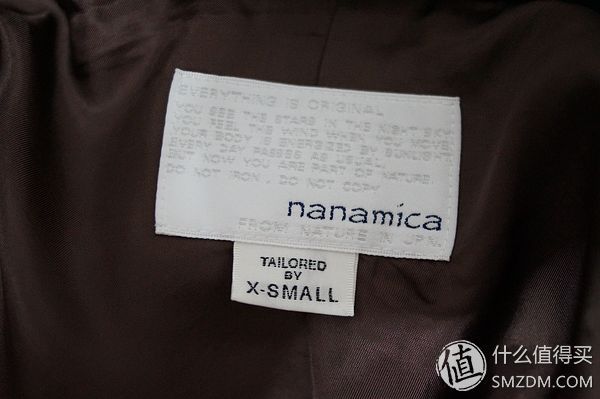 EVERYTHING IS ORIGINAL
YOU SEE THE STARS IN THE NIGHT SKY.
YOU FEEL THE WIND WHEN YOU MOVE.
YOUR BODY IS ENERGISED BY SUNLIGHT.
EVERY DAY PASSES AS USUAL.
BUT NOW YOU ARE PART OF NATURE.
DO NOT IRON. DO NOT COPY
nanamica
FROM NATURE IN JPN.
TAILORED
BY
X-SMALL
值 什么值得买
SMZDM.COM